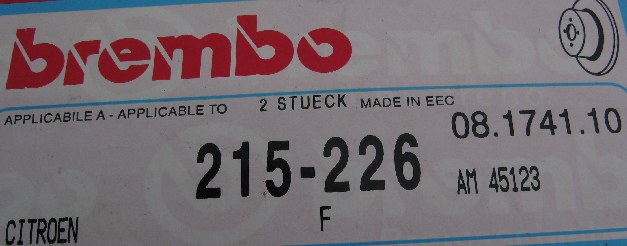 brembo
APPLICABILE A - APPLICABLE TO 2 STUECK MADE IN EEC
08.1741.10
215-226
AM 45123
F
CITROEN